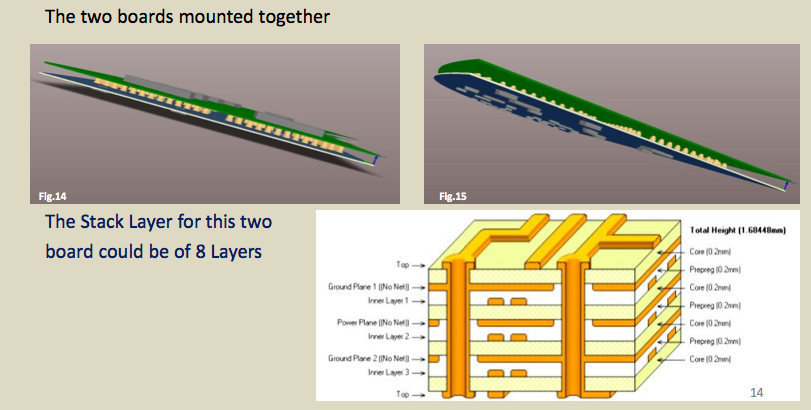 The two boards mounted together
Fig.14
Fig.15
The Stack Layer for this two
board could be of 8 Layers
Total Height (1.68448mm)
Top
Ground Plane 1 ((No Net))
Inner Layer 1
Power Plane ((No Net))
Inner Layer 2
Ground Plane 2 ((No Net))
Inner Layer 3
Top
Core (0.2mm)
Prepreg (0.2mm)
Core (0.2mm)
Prepreg (0.2mm)
Core (0.2mm)
Prepreg (0.2mm)
Core (0.2mm)
14